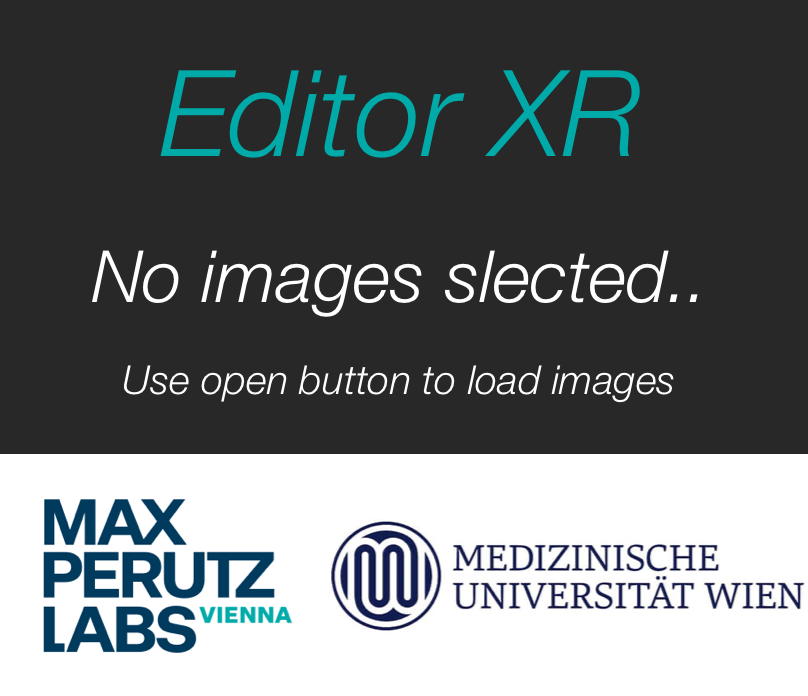 Editor XR
No images slected..
Use open button to load images
MAX
PERUTZ
LABS VIENNA
MEDIZINISCHE
UNIVERSITÄT WIEN